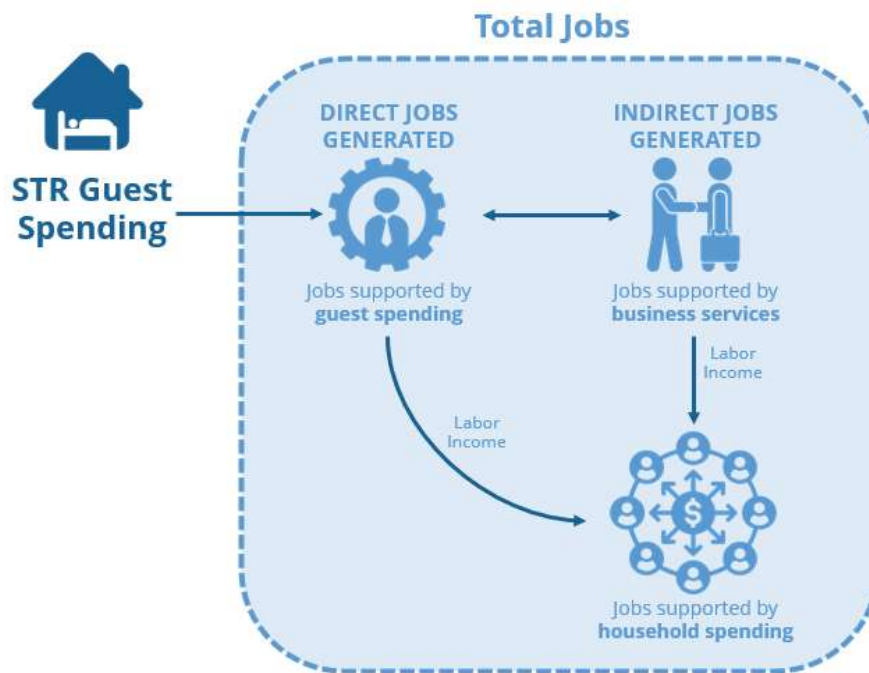 Total Jobs
STR Guest
Spending
DIRECT JOBS
GENERATED
Jobs supported by
guest spending
INDIRECT JOBS
GENERATED
Jobs supported by
business services
Labor
Income
Labor
Income
$
Jobs supported by
household spending